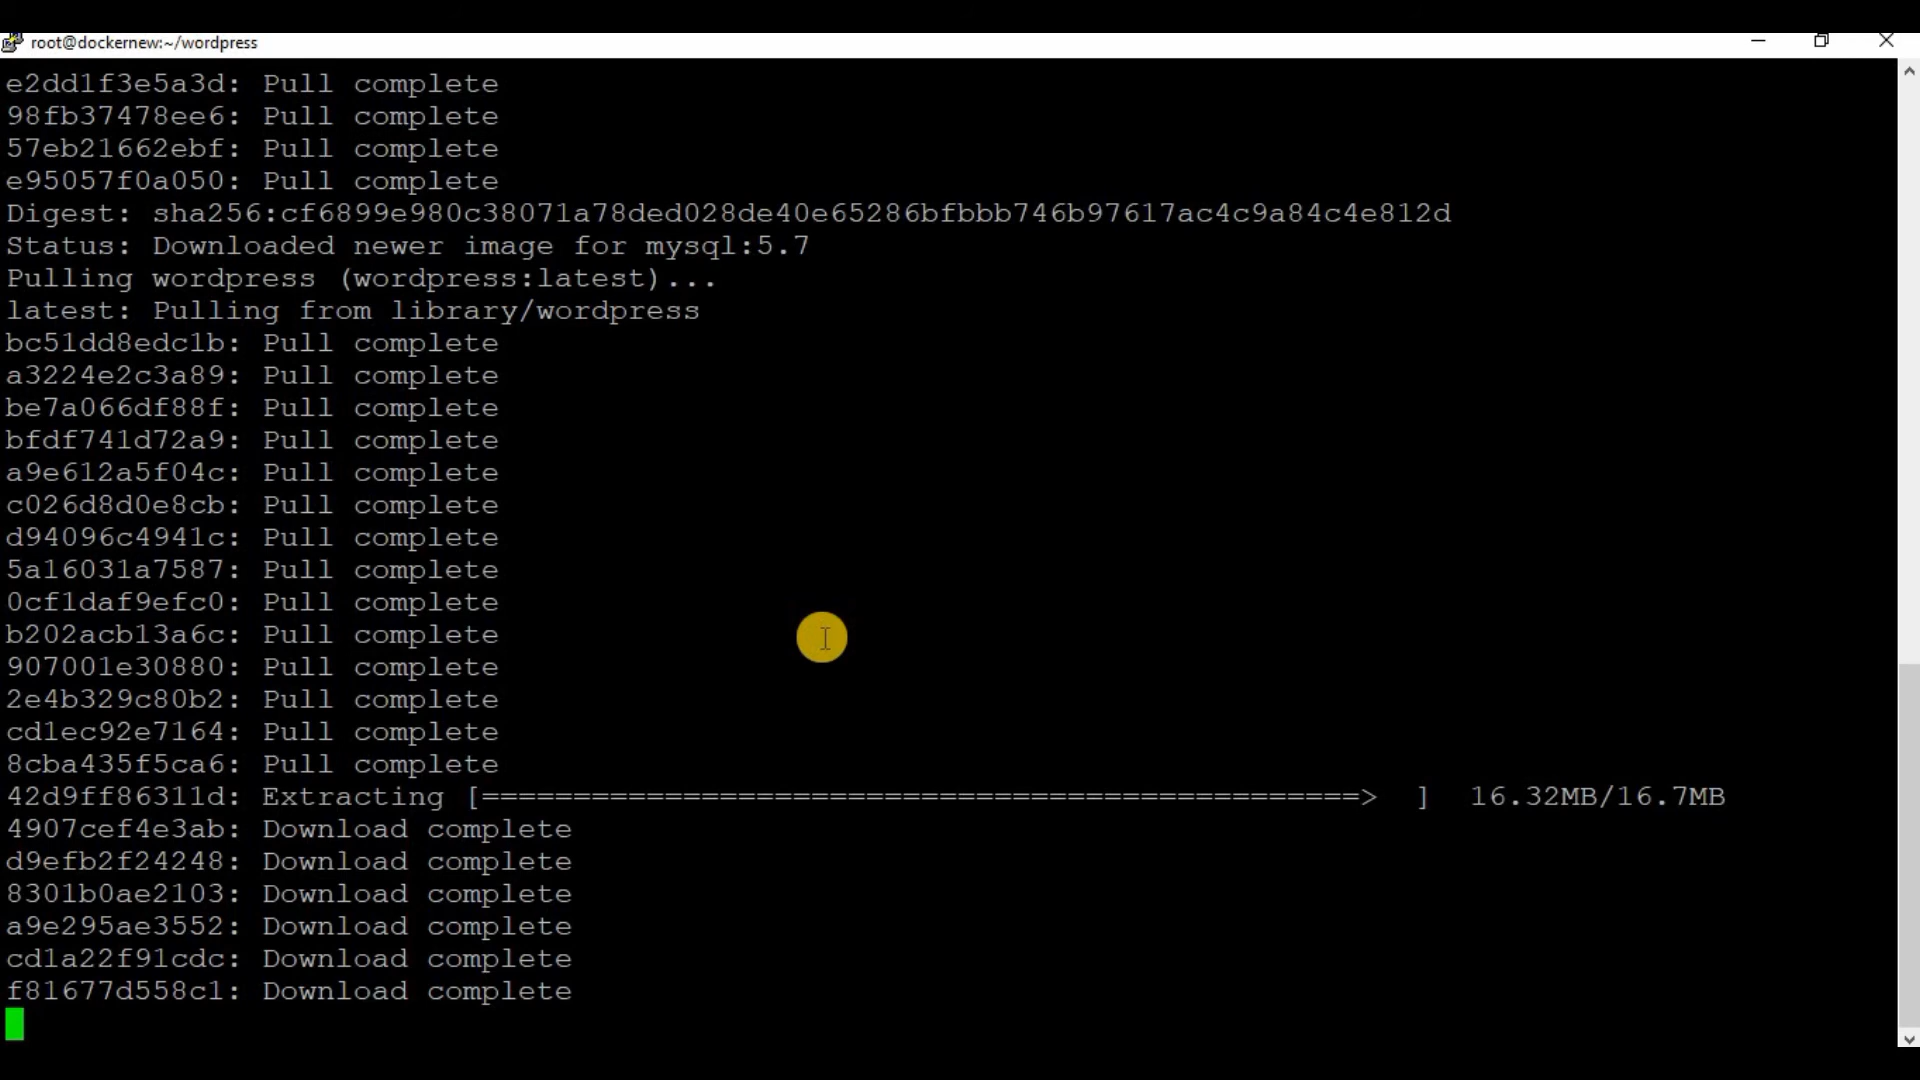 root@dockernew:~/wordpress
e2dd1f3e5a3d: Pull complete
98fb37478ee6: Pull complete
57eb21662ebf: Pull complete
e95057f0a050: Pull complete
Digest: sha256:cf6899e980c38071a78ded028de40e65286bfbbb746b97617ac4c9a84c4e812d
Status: Downloaded newer image for mysql:5.7
Pulling wordpress (wordpress:latest)...
latest: Pulling from library/wordpress
bc51dd8edc1b: Pull complete
a3224e2c3a89: Pull complete
be7a066df88f: Pull complete
bfdf741d72a9: Pull complete
a9e612a5f04c: Pull complete
c026d8d0e8cb: Pull complete
d94096c4941c: Pull complete
5a16031a7587: Pull complete
0cf1daf9efc0: Pull complete
b202acb13a6c: Pull complete
907001e30880: Pull complete
2e4b329c80b2: Pull complete
cd1ec92e7164: Pull complete
8cba435f5ca6: Pull complete
42d9ff86311d: Extracting [================================================>  ]  16.32MB/16.7MB
4907cef4e3ab: Download complete
d9efb2f24248: Download complete
8301b0ae2103: Download complete
a9e295ae3552: Download complete
cd1a22f91cdc: Download complete
f81677d558c1: Download complete